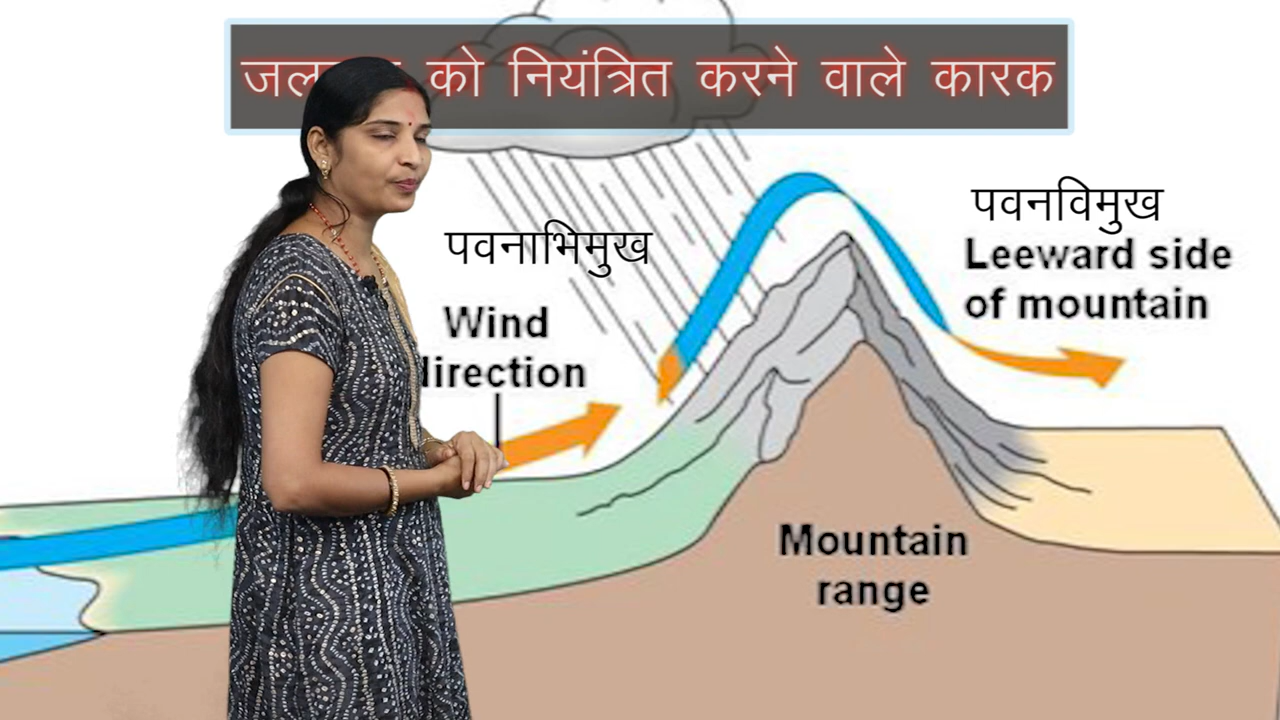 को नियंत्रित करने वाले कारक
पवनाभिमुख
Wind
direction
पवनविमुख
Leeward side
of mountain
Mountain
range